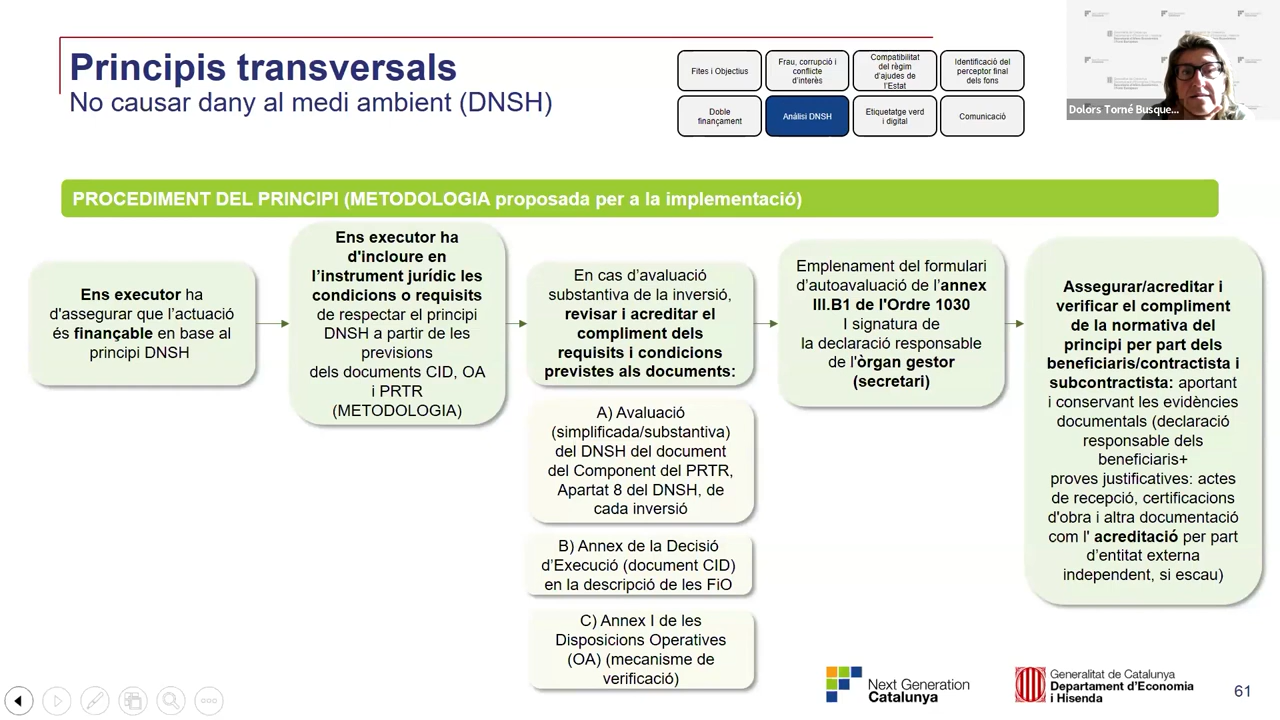 Principis transversals
No causar dany al medi ambient (DNSH)
Fites i Objectius
Frau, corrupció i
conflicte
d'interès
Compatibilitat
del règim
d'ajudes de
l'Estat
Identificació del
perceptor final
dels fons
Doble
finançament
Anàlisi DNSH
Etiquetatge verd
i digital
Comunicació
Dolors Torné Busque...
PROCEDIMENT DEL PRINCIPI (METODOLOGIA proposada per a la implementació)
Ens executor ha
d'assegurar que l'actuació
és finançable en base al
principi DNSH
Ens executor ha
d'incloure en
l'instrument jurídic les
condicions o requisits
de respectar el principi
DNSH a partir de les
previsions
dels documents CID, OA
i PRTR
(METODOLOGIA)
En cas d'avaluació
substantiva de la inversió,
revisar i acreditar el
compliment dels
requisits i condicions
previstes als documents:
A) Avaluació
(simplificada/substantiva)
del DNSH del document
del Component del PRTR,
Apartat 8 del DNSH, de
cada inversió
B) Annex de la Decisió
d'Execució (document CID)
en la descripció de les FiO
C) Annex I de les
Disposicions Operatives
(OA) (mecanisme de
verificació)
Emplenament del formulari
d'autoavaluació de l'annex
III.B1 de l'Ordre 1030
I signatura de
la declaració responsable
de l'òrgan gestor
(secretari)
Assegurar/acreditar i
verificar el compliment
de la normativa del
principi per part dels
beneficiaris/contractista i
subcontractista: aportant
i conservant les evidències
documentals (declaració
responsable dels
beneficiaris+
proves justificatives: actes
de recepció, certificacions
d'obra i altra documentació
com l' acreditació per part
d'entitat externa
independent, si escau)
Next Generation
Catalunya
Generalitat de Catalunya
Departament d'Economia
i Hisenda
61